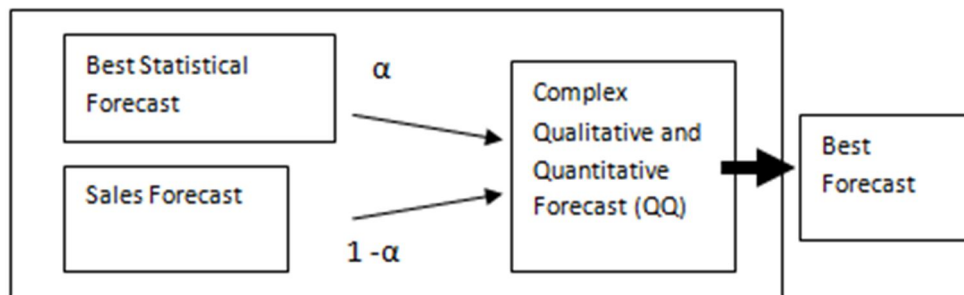 Best Statistical
Forecast
α
Sales Forecast
1 -α
Complex
Qualitative and
Quantitative
Forecast (QQ)
Best
Forecast